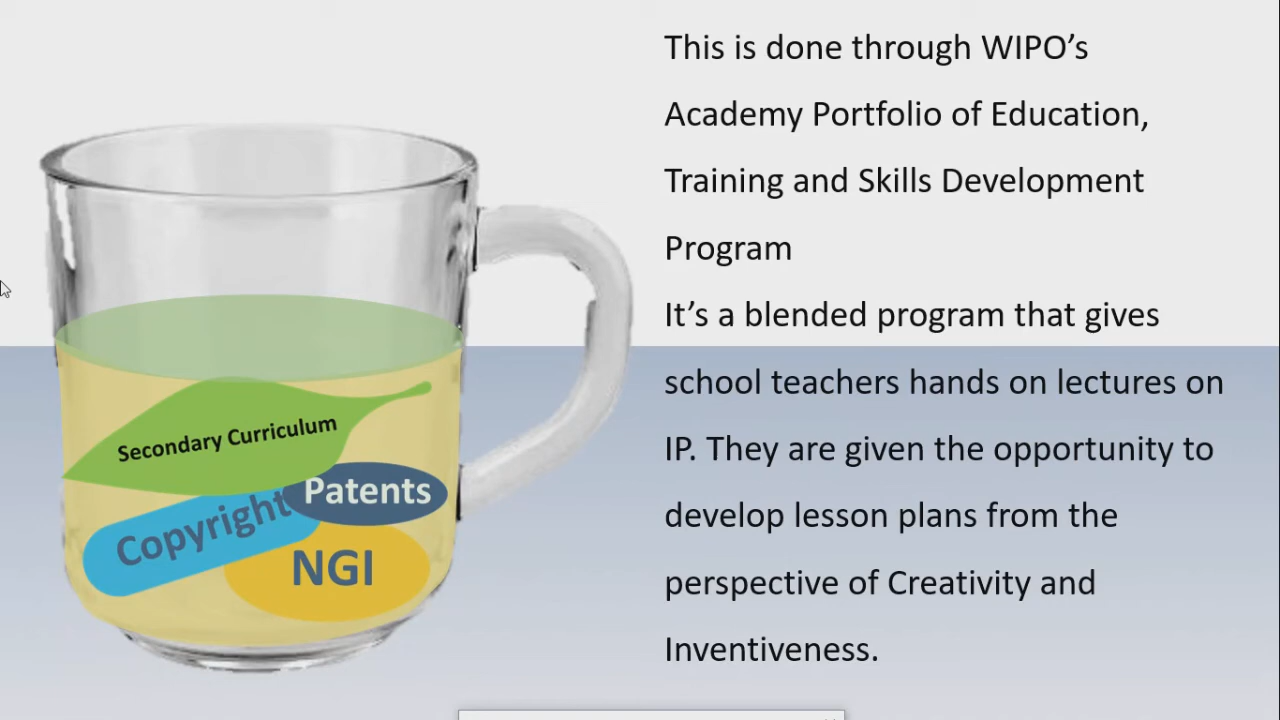 This is done through WIPO’s
Academy Portfolio of Education,
Training and Skills Development
Program
It’s a blended program that gives
school teachers hands on lectures on
IP. They are given the opportunity to
develop lesson plans from the
perspective of Creativity and
Inventiveness.
Secondary Curriculum
Patents
Copyright
NGI